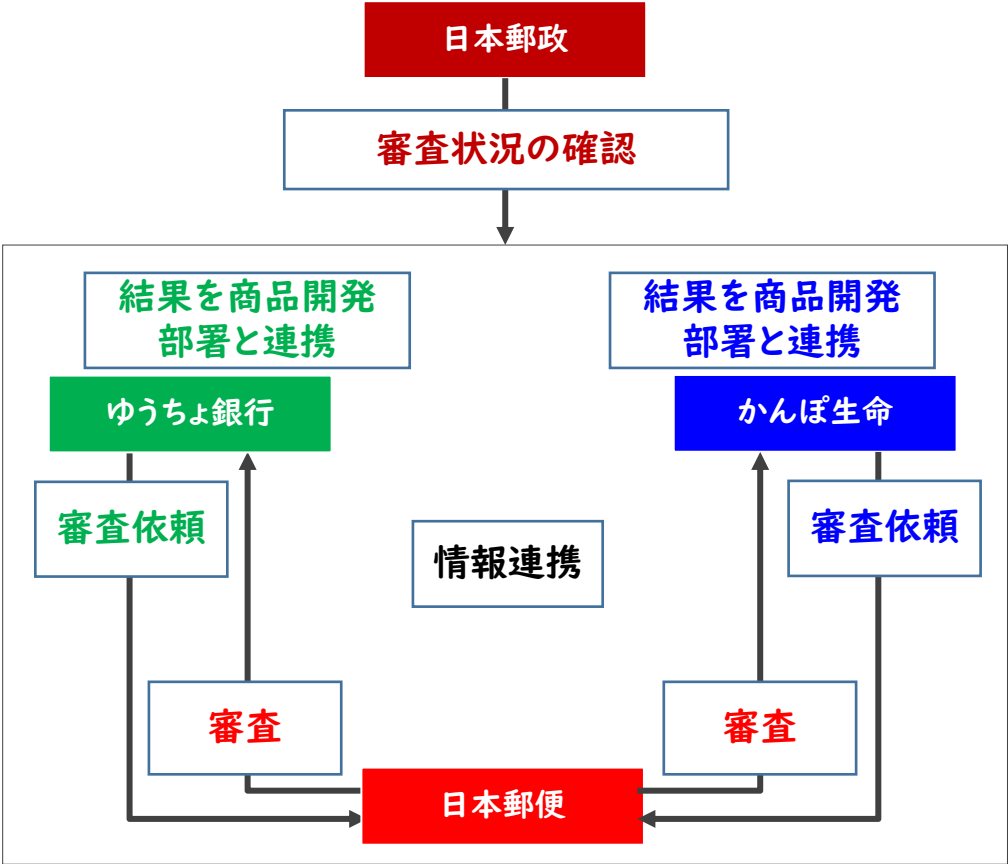 日本郵政
審査状況の確認
結果を商品開発
部署と連携
結果を商品開発
部署と連携
ゆうちょ銀行
かんぽ生命
審査依頼
審査依頼
情報連携
審査
審査
日本郵便